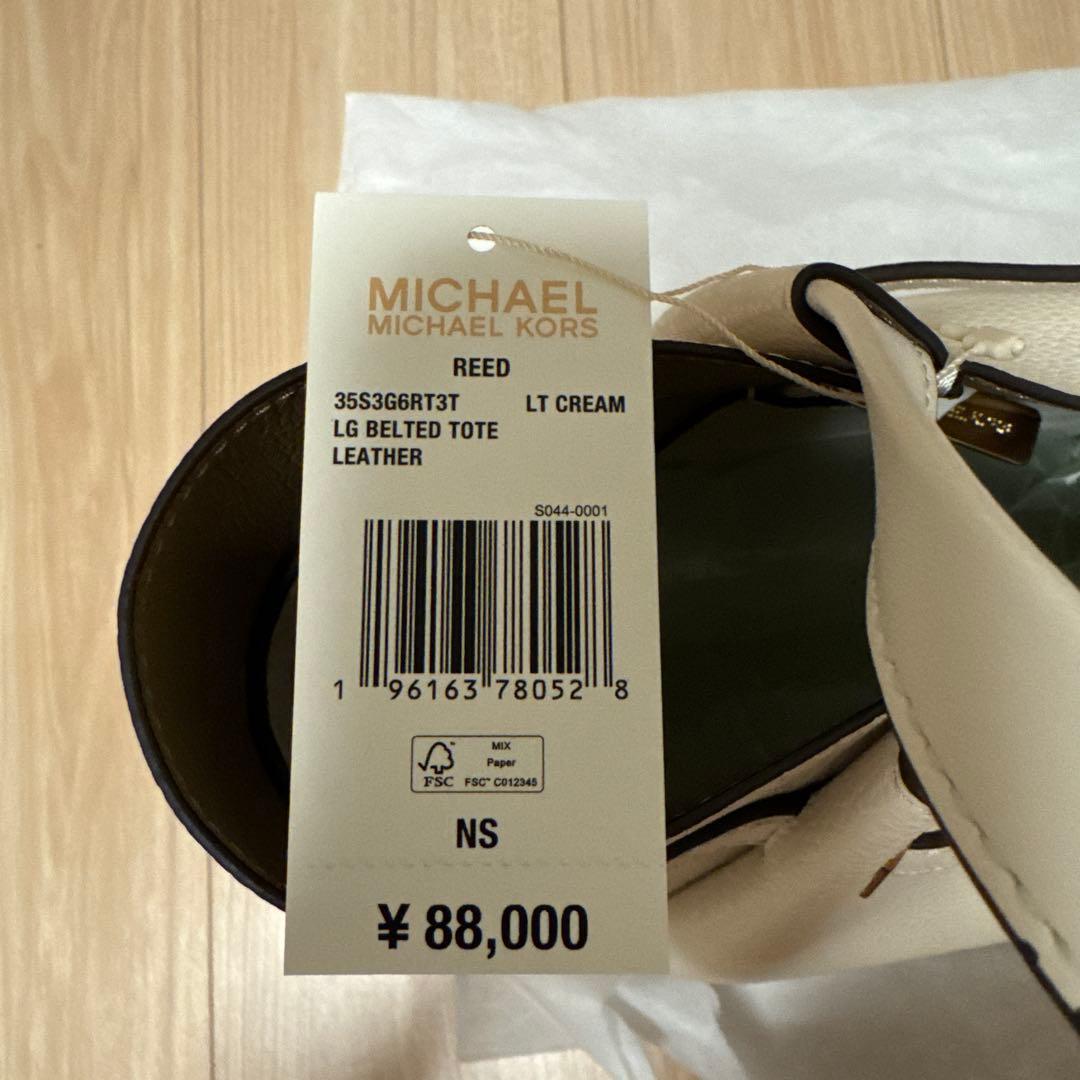 MICHAEL
MICHAEL KORS
REED
35S3G6RT3T LT CREAM
LG BELTED TOTE
LEATHER
S044-0001
1 96163 78052 8
FSC™
MIX
Paper
FSC™ C012345
NS
¥ 88,000